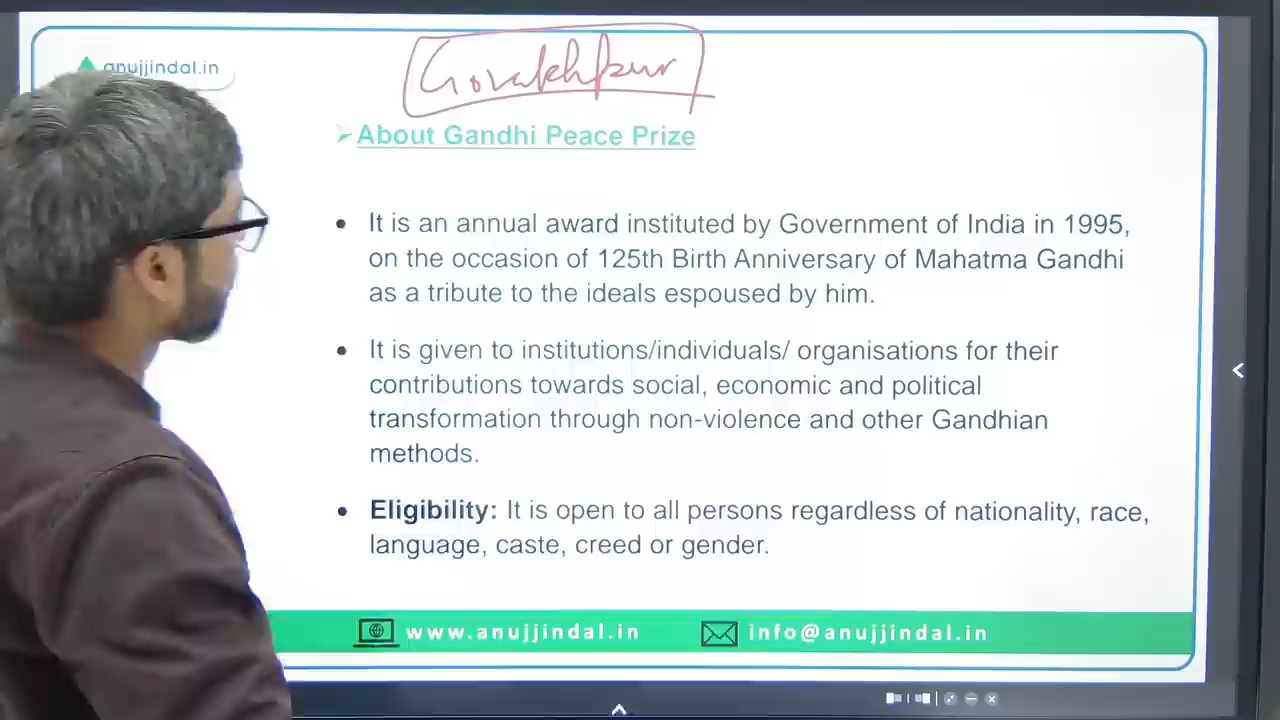 Gorakhpur
anujjindal.in
About Gandhi Peace Prize
It is an annual award instituted by Government of India in 1995,
on the occasion of 125th Birth Anniversary of Mahatma Gandhi
as a tribute to the ideals espoused by him.
It is given to institutions/individuals/ organisations for their
contributions towards social, economic and political
transformation through non-violence and other Gandhian
methods.
Eligibility: It is open to all persons regardless of nationality, race,
language, caste, creed or gender.
www.anujjindal.in
info@anujjindal.in